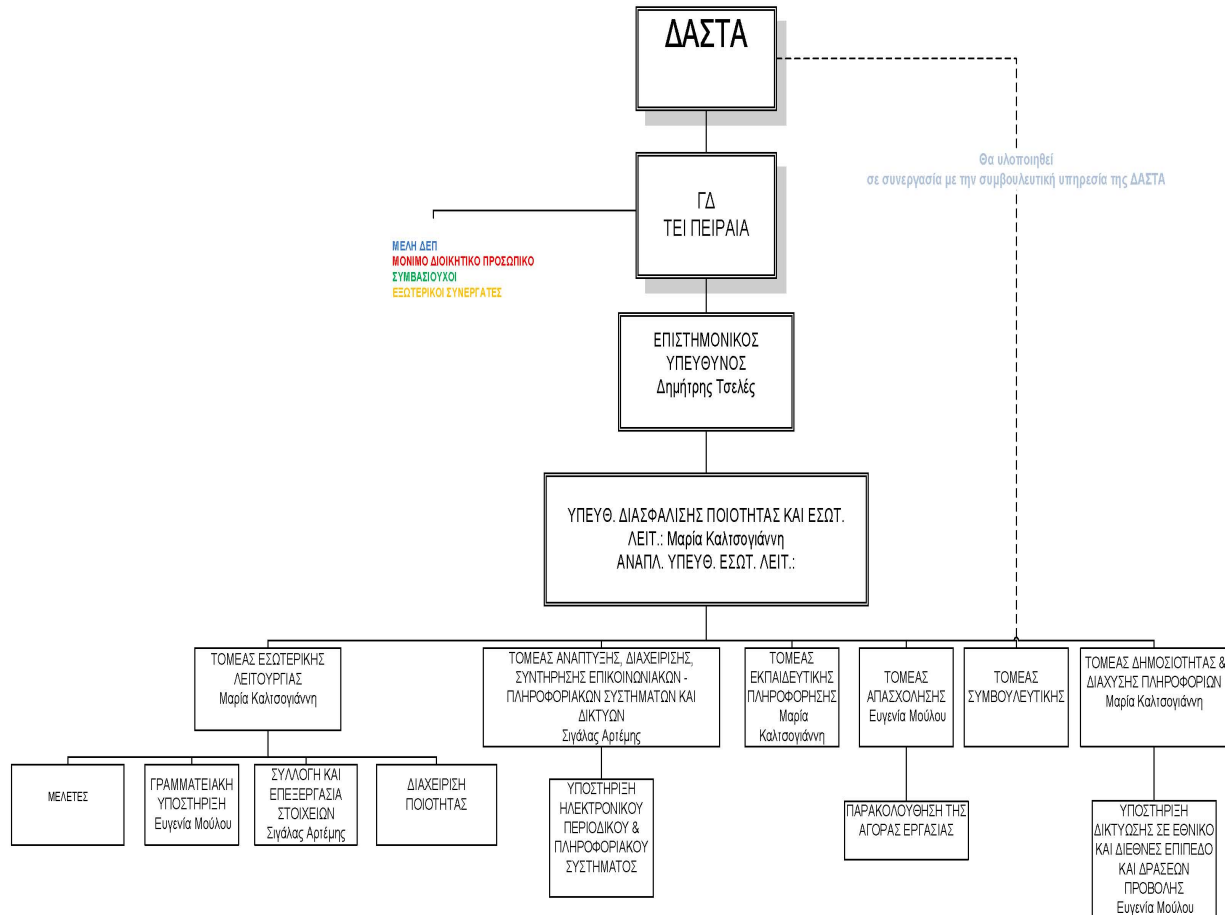 ΔΑΣΤΑ
Θα υλοποιηθεί
σε συνεργασία με την συμβουλευτική υπηρεσία της ΔΑΣΤΑ
ΓΔ
ΤΕΙ ΠΕΙΡΑΙΑ
ΜΕΛΗ ΔΕΠ
ΜΟΝΙΜΟ ΔΙΟΙΚΗΤΙΚΟ ΠΡΟΣΩΠΙΚΟ
ΣΥΜΒΑΣΙΟΥΧΟΙ
ΕΞΩΤΕΡΙΚΟΙ ΣΥΝΕΡΓΑΤΕΣ
ΕΠΙΣΤΗΜΟΝΙΚΟΣ
ΥΠΕΥΘΥΝΟΣ
Δημήτρης Τσελές
ΥΠΕΥΘ. ΔΙΑΣΦΑΛΙΣΗΣ ΠΟΙΟΤΗΤΑΣ ΚΑΙ ΕΣΩΤ.
ΛΕΙΤ.: Μαρία Καλτσογιάννη
ΑΝΑΠΛ. ΥΠΕΥΘ. ΕΣΩΤ. ΛΕΙΤ.:
ΤΟΜΕΑΣ ΕΣΩΤΕΡΙΚΗΣ
ΛΕΙΤΟΥΡΓΙΑΣ
Μαρία Καλτσογιάννη
ΤΟΜΕΑΣ ΑΝΑΠΤΥΞΗΣ, ΔΙΑΧΕΙΡΙΣΗΣ,
ΣΥΝΤΗΡΗΣΗΣ ΕΠΙΚΟΙΝΩΝΙΑΚΩΝ -
ΠΛΗΡΟΦΟΡΙΑΚΩΝ ΣΥΣΤΗΜΑΤΩΝ ΚΑΙ
ΔΙΚΤΥΩΝ
Σιγάλας Αρτέμης
ΤΟΜΕΑΣ
ΕΚΠΑΙΔΕΥΤΙΚΗΣ
ΠΛΗΡΟΦΟΡΗΣΗΣ
Μαρία
Καλτσογιάννη
ΤΟΜΕΑΣ
ΑΠΑΣΧΟΛΗΣΗΣ
Ευγενία Μούλου
ΤΟΜΕΑΣ
ΣΥΜΒΟΥΛΕΥΤΙΚΗΣ
ΤΟΜΕΑΣ ΔΗΜΟΣΙΟΤΗΤΑΣ &
ΔΙΑΧΥΣΗΣ ΠΛΗΡΟΦΟΡΙΩΝ
Μαρία Καλτσογιάννη
ΜΕΛΕΤΕΣ
ΓΡΑΜΜΑΤΕΙΑΚΗ
ΥΠΟΣΤΗΡΙΞΗ
Ευγενία Μούλου
ΣΥΛΛΟΓΗ ΚΑΙ
ΕΠΕΞΕΡΓΑΣΙΑ
ΣΤΟΙΧΕΙΩΝ
Σιγάλας Αρτέμης
ΔΙΑΧΕΙΡΙΣΗ
ΠΟΙΟΤΗΤΑΣ
ΥΠΟΣΤΗΡΙΞΗ
ΗΛΕΚΤΡΟΝΙΚΟΥ
ΠΕΡΙΟΔΙΚΟΥ &
ΠΛΗΡΟΦΟΡΙΑΚΟΥ
ΣΥΣΤΗΜΑΤΟΣ
ΠΑΡΑΚΟΛΟΥΘΗΣΗ ΤΗΣ
ΑΓΟΡΑΣ ΕΡΓΑΣΙΑΣ
ΥΠΟΣΤΗΡΙΞΗ
ΔΙΚΤΥΩΣΗΣ ΣΕ ΕΘΝΙΚΟ
ΚΑΙ ΔΙΕΘΝΕΣ ΕΠΙΠΕΔΟ
ΚΑΙ ΔΡΑΣΕΩΝ
ΠΡΟΒΟΛΗΣ
Ευγενία Μούλου